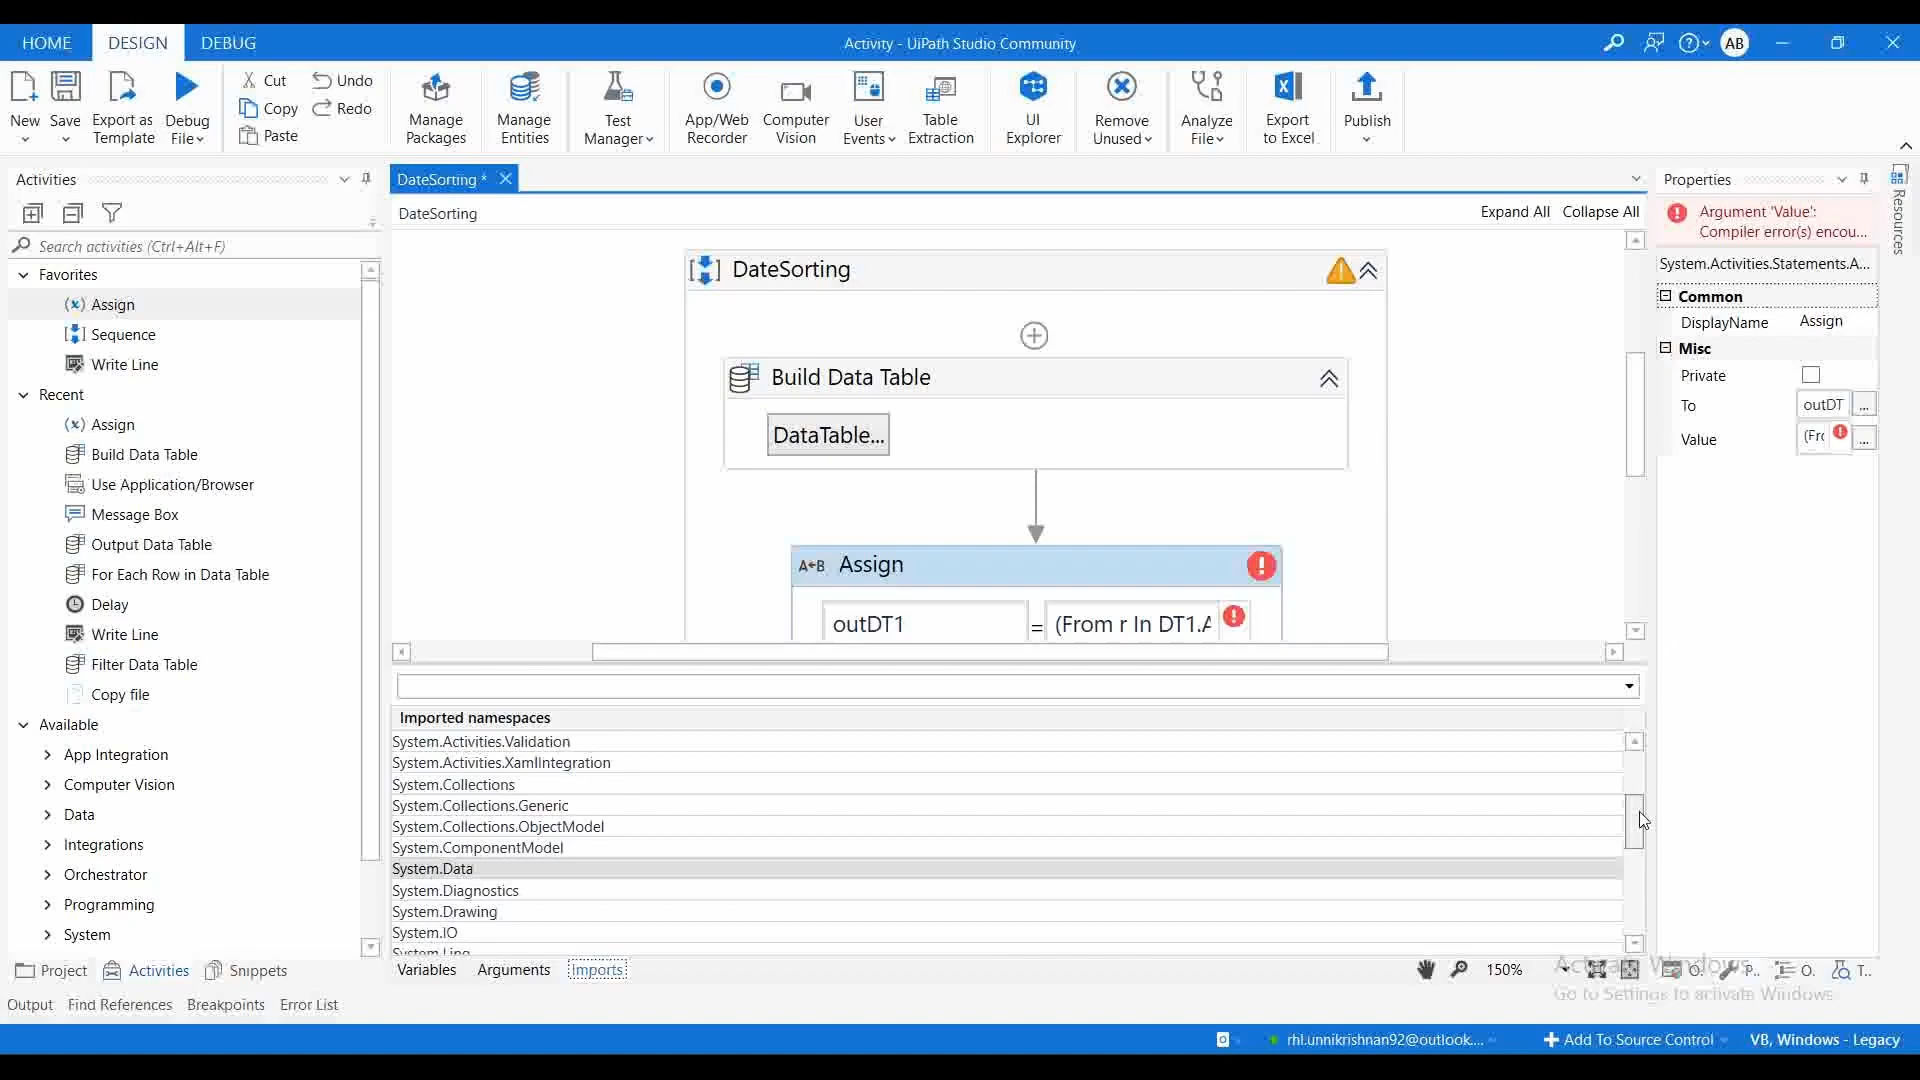 HOME DESIGN DEBUG
Activity - UiPath Studio Community
AB
New
Save
Export as Template
Debug File
Cut
Copy
Paste
Undo
Redo
Manage Packages
Manage Entities
Test Manager
App/Web Recorder
Computer Vision
User Events
Table Extraction
UI Explorer
Remove Unused
Analyze File
Export to Excel
Publish
Activities
Search activities (Ctrl+Alt+F)
Favorites
Assign
Sequence
Write Line
Recent
Assign
Build Data Table
Use Application/Browser
Message Box
Output Data Table
For Each Row in Data Table
Delay
Write Line
Filter Data Table
Copy file
Available
App Integration
Computer Vision
Data
Integrations
Orchestrator
Programming
System
Project Activities Snippets
Output Find References Breakpoints Error List
DateSorting *
DateSorting
Expand All Collapse All
DateSorting
Build Data Table
DataTable...
A+B Assign
outDT1 = (From r In DT1.A
Imported namespaces
System.Activities.Validation
System.Activities.XamlIntegration
System.Collections
System.Collections.Generic
System.Collections.ObjectModel
System.ComponentModel
System.Data
System.Diagnostics
System.Drawing
System.IO
System.Linq
Variables Arguments Imports
150%
Properties
Argument 'Value':
Compiler error(s) encou...
System.Activities.Statements.A...
Common
DisplayName Assign
Misc
Private
To outDT ...
Value (Frc ...
Resources
O. P.. O. T..
Activate Windows
Go to Settings to activate Windows.
rhl.unnikrishnan92@outlook....
Add To Source Control
VB, Windows - Legacy